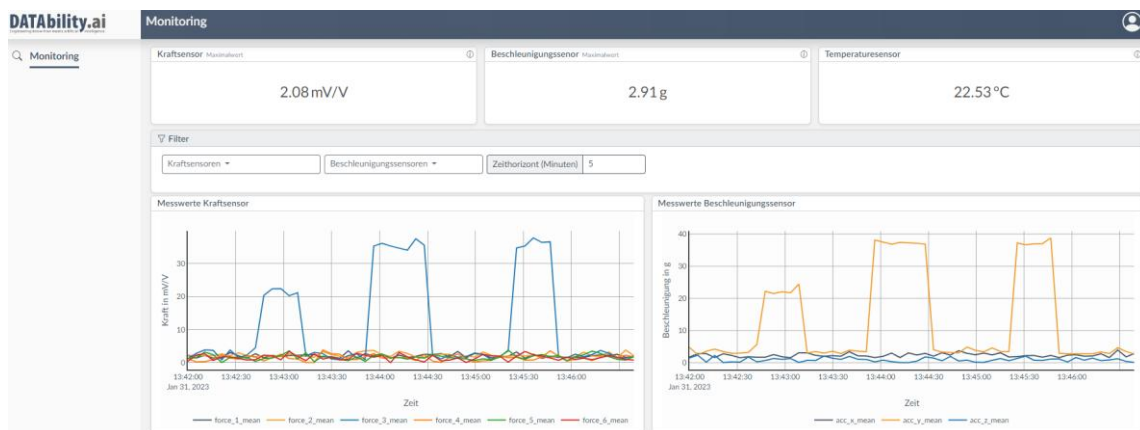 DATAbility.ai
Monitoring
Monitoring
Kraftsensor Maximalwert
2.08 mV/V
Beschleunigungssenor Maximalwert
2.91 g
Temperaturesensor
22.53 °C
Filter
Kraftsensoren
Beschleunigungssensoren
Zeithorizont (Minuten) 5
Messwerte Kraftsensor
Kraft in mV/V
30
20
10
0
13:42:00 13:42:30 13:43:00 13:43:30 13:44:00 13:44:30 13:45:00 13:45:30 13:46:00
Jan 31, 2023
Zeit
force_1_mean force_2_mean force_3_mean force_4_mean force_5_mean force_6_mean
Messwerte Beschleunigungssensor
Beschleunigung in g
40
30
20
10
0
13:42:00 13:42:30 13:43:00 13:43:30 13:44:00 13:44:30 13:45:00 13:45:30 13:46:00
Jan 31, 2023
Zeit
acc_x_mean acc_y_mean acc_z_mean